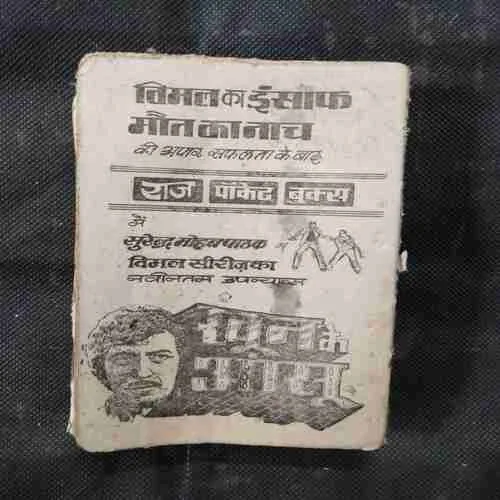 विमल का इंसाफ
मौत का नाच
की अपार सफलता के बाद
राज पॉकेट बुक्स
में
सुरेन्द्र मोहन पाठक
विमल सीरीज़ का
नवीनतम उपन्यास
खून के
आंसू